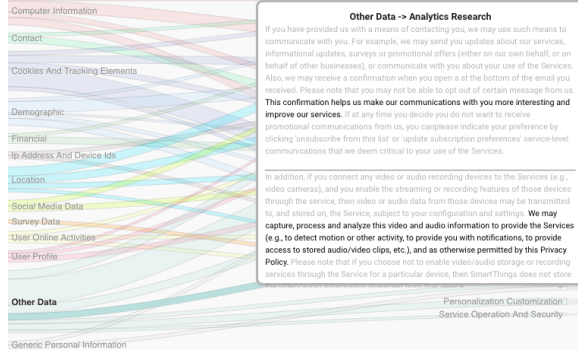 Computer Information
Contact
Cookies And Tracking Elements
Demographic
Financial
Ip Address And Device Ids
Location
Social Media Data
Survey Data
User Online Activities
User Profile
Other Data
Generic Personal Information
Other Data -> Analytics Research
If you have provided us with a means of contacting you, we may use such means to
communicate with you. For example, we may send you updates about our services,
informational updates, surveys or promotional offers (either on our own behalf, or on
behalf of other businesses), or communicate with you about your use of the Services.
Also, we may receive a confirmation when you open a at the bottom of the email you
received. Please note that you may not be able to opt out of certain message from us.
This confirmation helps us make our communications with you more interesting and
improve our services. If at any time you decide you do not want to receive
promotional communications from us, you canplease indicate your preference by
clicking 'unsubscribe from this list' or 'update subscription preferences' service-level
communications that we deem critical to your use of the Services.
In addition, if you connect any video or audio recording devices to the Services (e.g.,
video cameras), and you enable the streaming or recording features of those devices
through the service, then video or audio data from those devices may be transmitted
to, and stored on, the Service, subject to your configuration and settings. We may
capture, process and analyze this video and audio information to provide the Services
(e.g., to detect motion or other activity, to provide you with notifications, to provide
access to stored audio/video clips, etc.), and as otherwise permitted by this Privacy
Policy. Please note that if you choose not to enable video/audio storage or recording
services through the Service for a particular device, then SmartThings does not store
Personalization Customization
Service Operation And Security